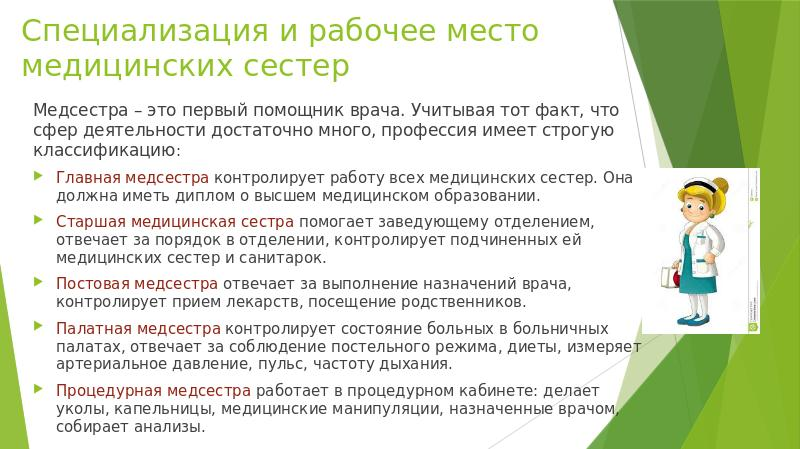 Специализация и рабочее место
медицинских сестер
Медсестра – это первый помощник врача. Учитывая тот факт, что
сфер деятельности достаточно много, профессия имеет строгую
классификацию:
Главная медсестра контролирует работу всех медицинских сестер. Она
должна иметь диплом о высшем медицинском образовании.
Старшая медицинская сестра помогает заведующему отделением,
отвечает за порядок в отделении, контролирует подчиненных ей
медицинских сестер и санитарок.
Постовая медсестра отвечает за выполнение назначений врача,
контролирует прием лекарств, посещение родственников.
Палатная медсестра контролирует состояние больных в больничных
палатах, отвечает за соблюдение постельного режима, диеты, измеряет
артериальное давление, пульс, частоту дыхания.
Процедурная медсестра работает в процедурном кабинете: делает
уколы, капельницы, медицинские манипуляции, назначенные врачом,
собирает анализы.